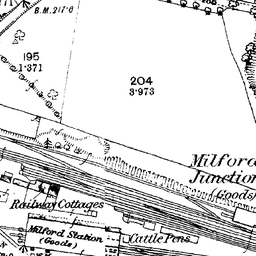 B.M.217·6
195
1·371
204
3·973
Milford
Junction
(Goods)
Railway Cottages
Milford Station
(Goods)
Cattle Pens